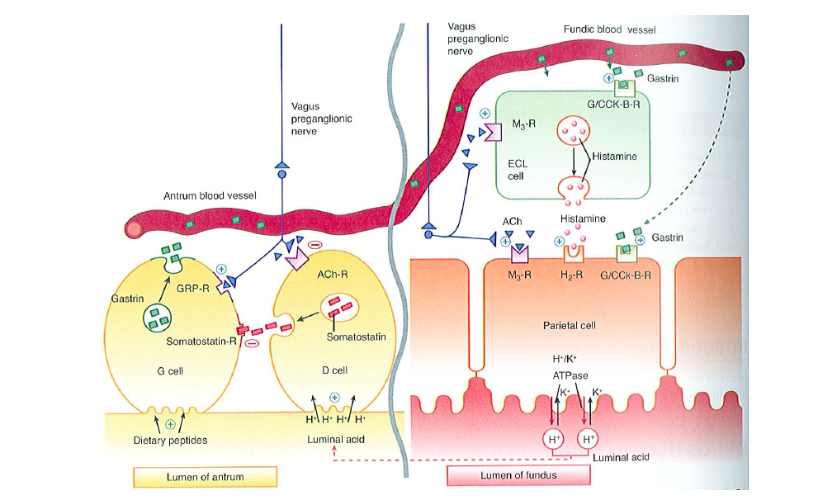 Vagus
preganglionic
nerve
Fundic blood vessel
Gastrin
G/CCK-B-R
M3-R
Histamine
ECL
cell
Vagus
preganglionic
nerve
Antrum blood vessel
ACh
Histamine
Gastrin
M3-R
H2-R
G/CCk-B-R
GRP-R
ACh-R
Gastrin
Somatostatin-R
Somatostatin
G cell
D cell
Parietal cell
H+/K+
ATPase
K+
K+
H+
H+
H+
H+
H+
H+
Dietary peptides
Luminal acid
Luminal acid
Lumen of antrum
Lumen of fundus